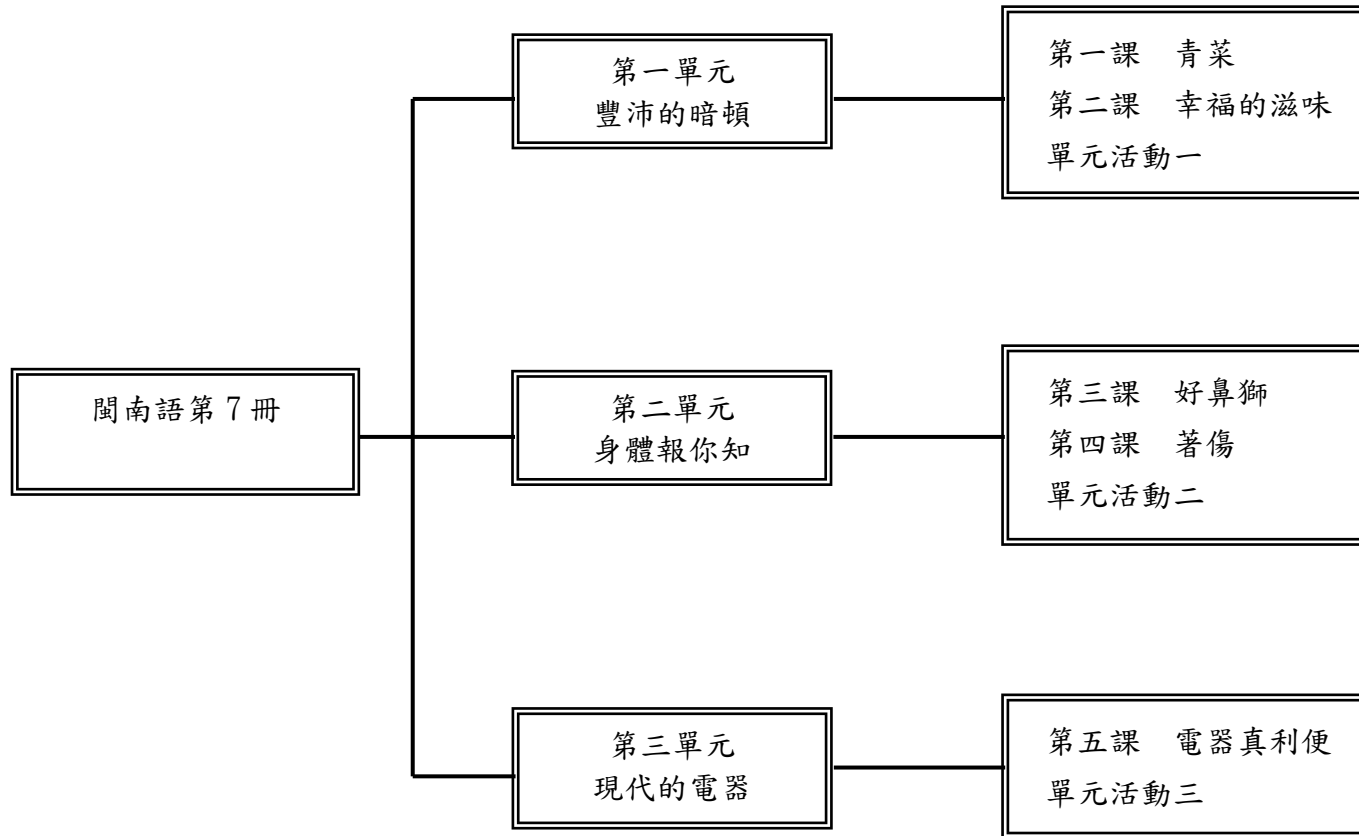 閩南語第7冊
第一單元
豐沛的暗頓
第一課　青菜
第二課　幸福的滋味
單元活動一
第二單元
身體報你知
第三課　好鼻獅
第四課　著傷
單元活動二
第三單元
現代的電器
第五課　電器真利便
單元活動三